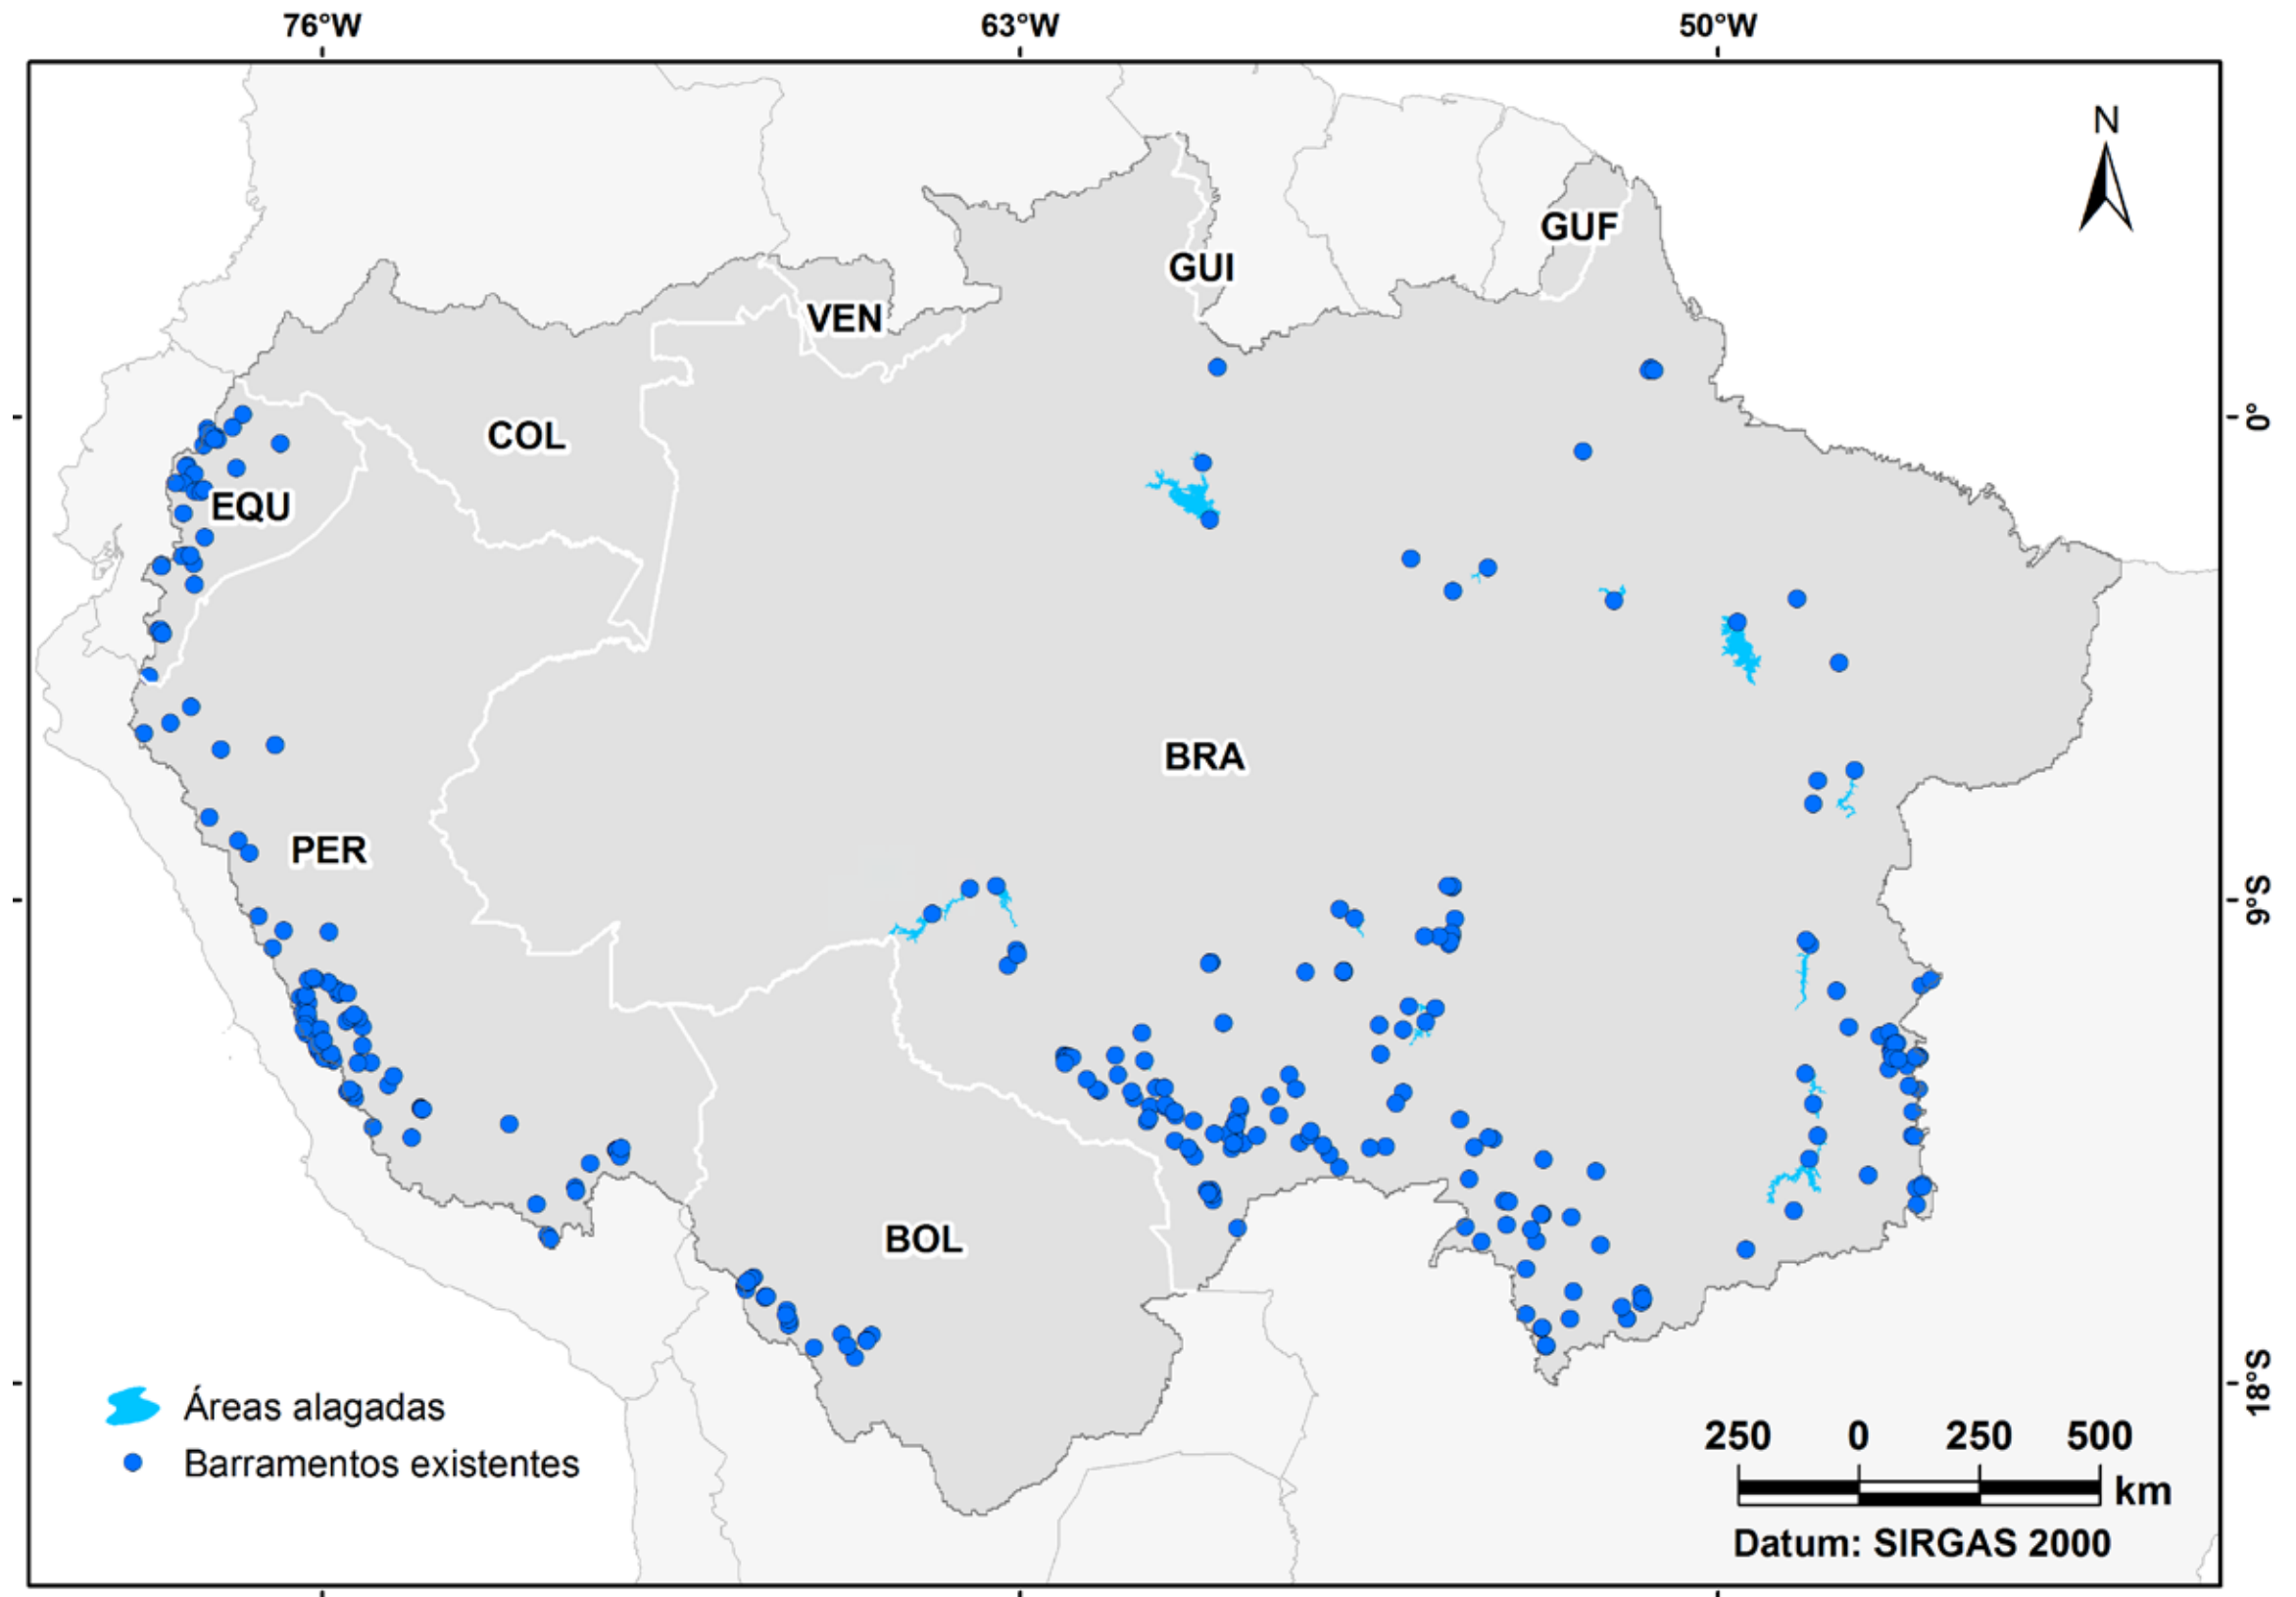 76°W
63°W
50°W
N
GUF
GUI
VEN
0°
COL
EQU
BRA
PER
9°S
BOL
18°S
Áreas alagadas
Barramentos existentes
250 0 250 500
km
Datum: SIRGAS 2000